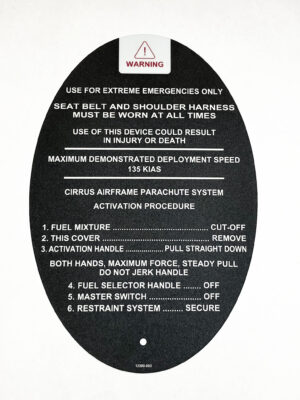 WARNING
USE FOR EXTREME EMERGENCIES ONLY
SEAT BELT AND SHOULDER HARNESS
MUST BE WORN AT ALL TIMES
USE OF THIS DEVICE COULD RESULT
IN INJURY OR DEATH
MAXIMUM DEMONSTRATED DEPLOYMENT SPEED
135 KIAS
CIRRUS AIRFRAME PARACHUTE SYSTEM
ACTIVATION PROCEDURE
1. FUEL MIXTURE ........................ CUT-OFF
2. THIS COVER ............................ REMOVE
3. ACTIVATION HANDLE ............ PULL STRAIGHT DOWN
BOTH HANDS, MAXIMUM FORCE, STEADY PULL
DO NOT JERK HANDLE
4. FUEL SELECTOR HANDLE ....... OFF
5. MASTER SWITCH .................... OFF
6. RESTRAINT SYSTEM ......... SECURE